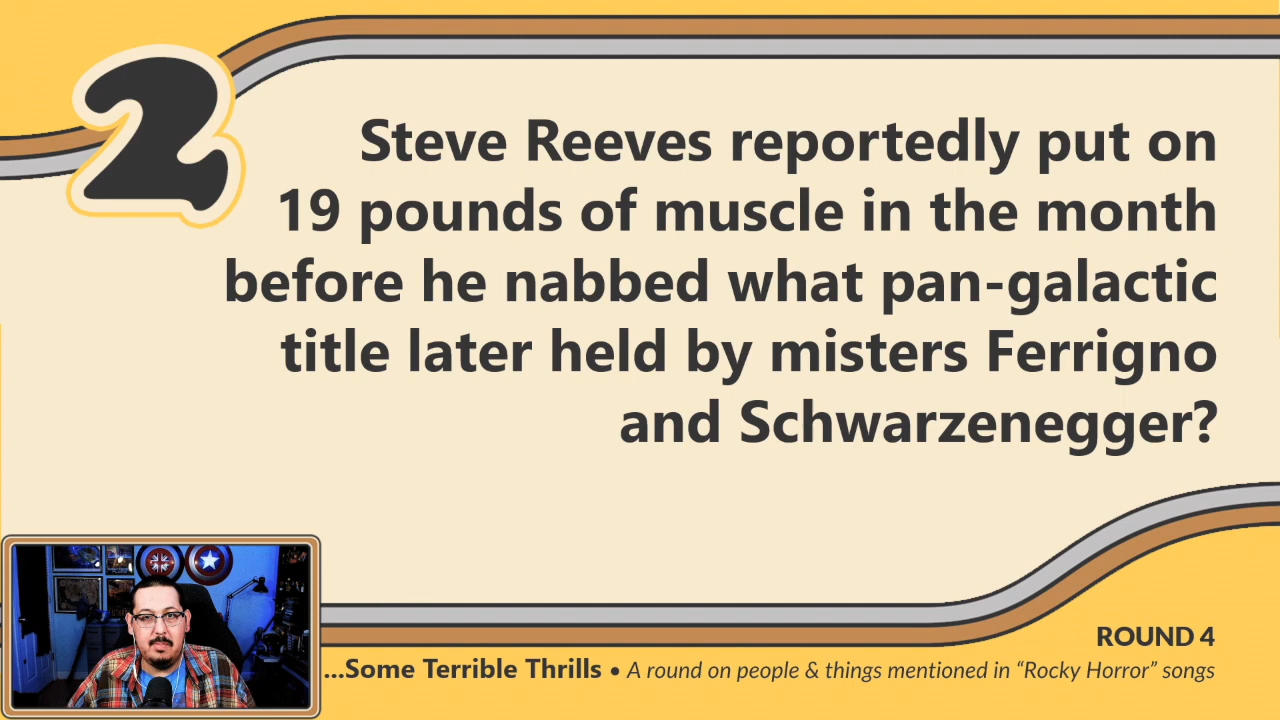 2
Steve Reeves reportedly put on
19 pounds of muscle in the month
before he nabbed what pan-galactic
title later held by misters Ferrigno
and Schwarzenegger?
ROUND 4
...Some Terrible Thrills • A round on people & things mentioned in “Rocky Horror” songs